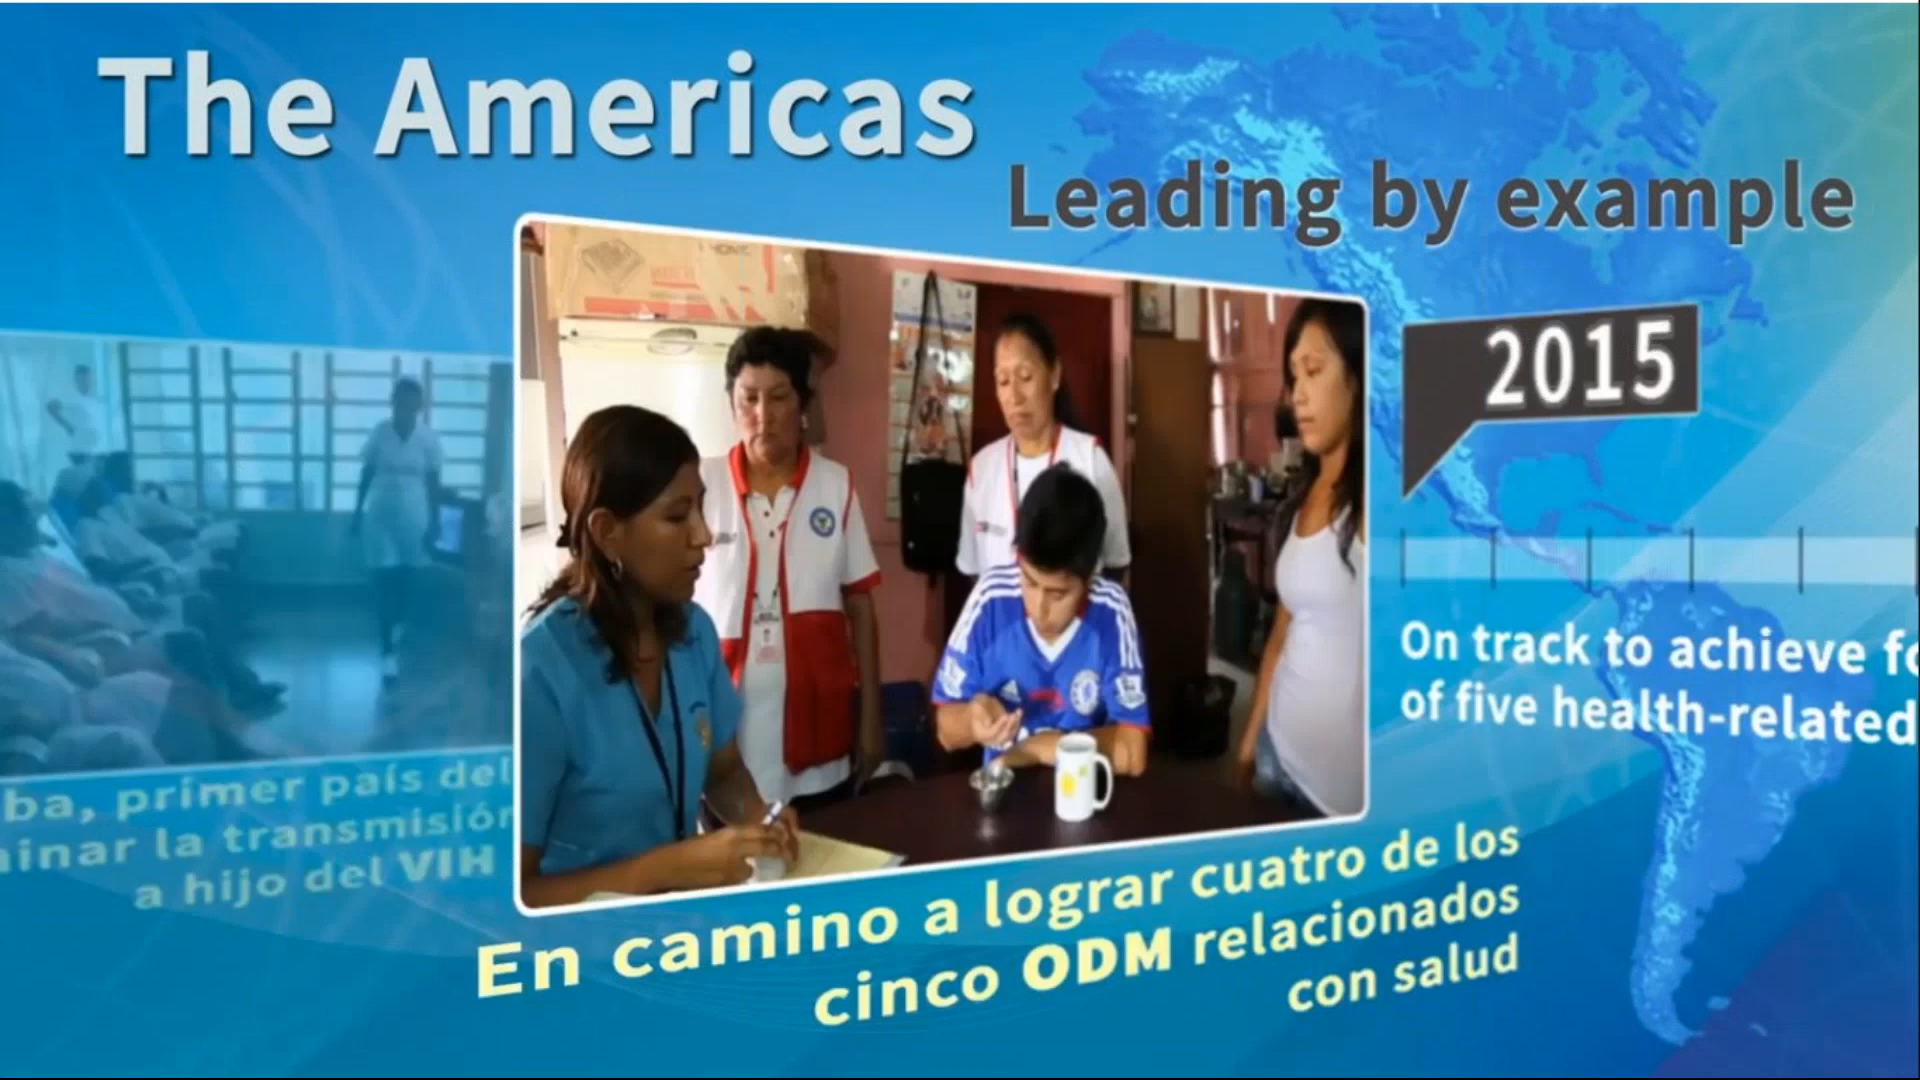 The Americas
Leading by example
2015
On track to achieve fo
of five health-related
ba, primer país del
inar la transmisión
a hijo del VIH
En camino a lograr cuatro de los
cinco ODM relacionados
con salud